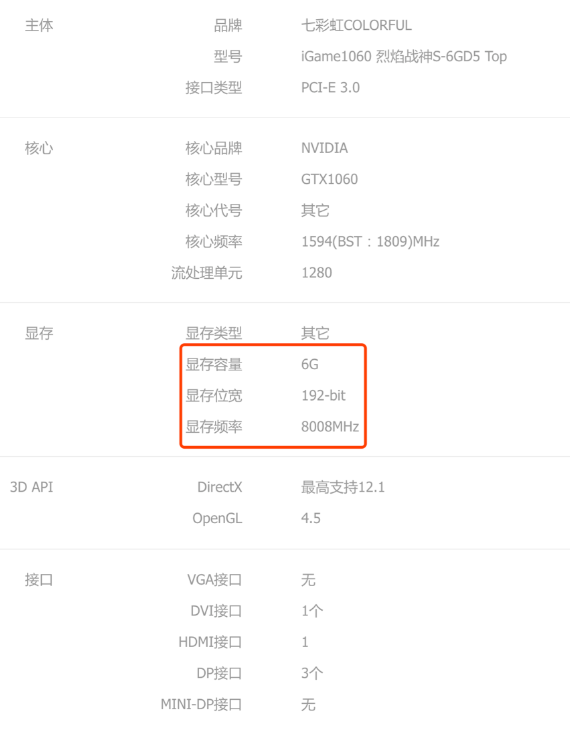 主体 品牌 七彩虹COLORFUL
型号 iGame1060 烈焰战神S-6GD5 Top
接口类型 PCI-E 3.0
核心 核心品牌 NVIDIA
核心型号 GTX1060
核心代号 其它
核心频率 1594(BST：1809)MHz
流处理单元 1280
显存 显存类型 其它
显存容量 6G
显存位宽 192-bit
显存频率 8008MHz
3D API DirectX 最高支持12.1
OpenGL 4.5
接口 VGA接口 无
DVI接口 1个
HDMI接口 1
DP接口 3个
MINI-DP接口 无